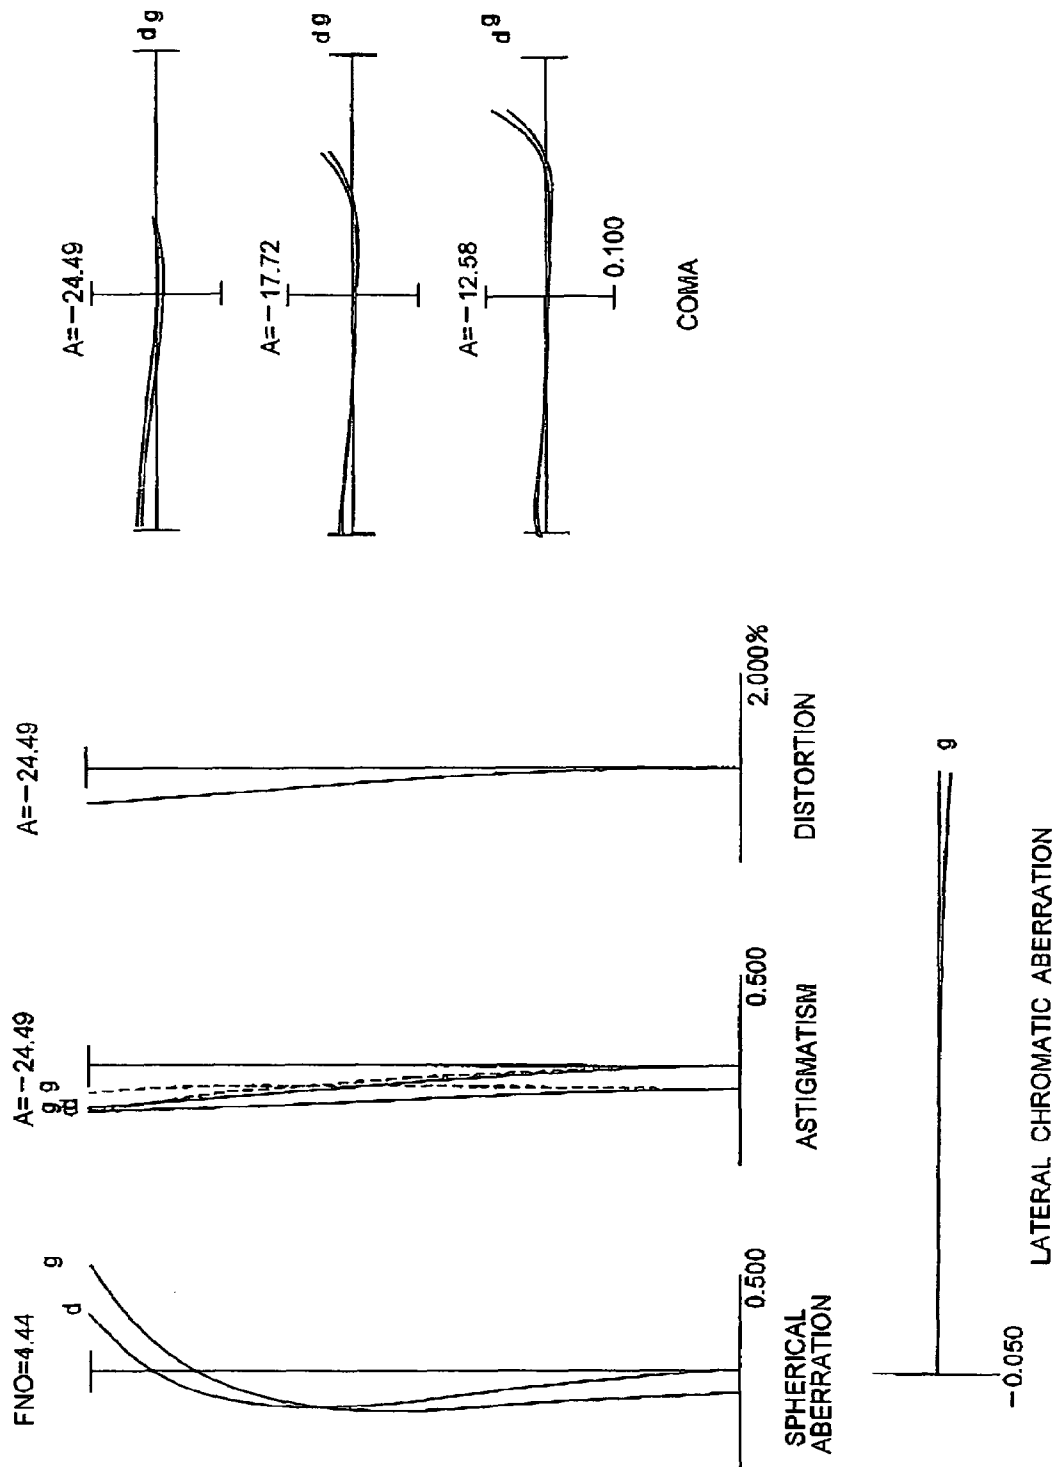 FNO=4.44
d
g
0.500
SPHERICAL
ABERRATION
A=−24.49
g
d
g
0.500
ASTIGMATISM
A=−24.49
2.000%
DISTORTION
A=−24.49
d g
A=−17.72
d g
A=−12.58
d g
0.100
COMA
−0.050
g
LATERAL CHROMATIC ABERRATION